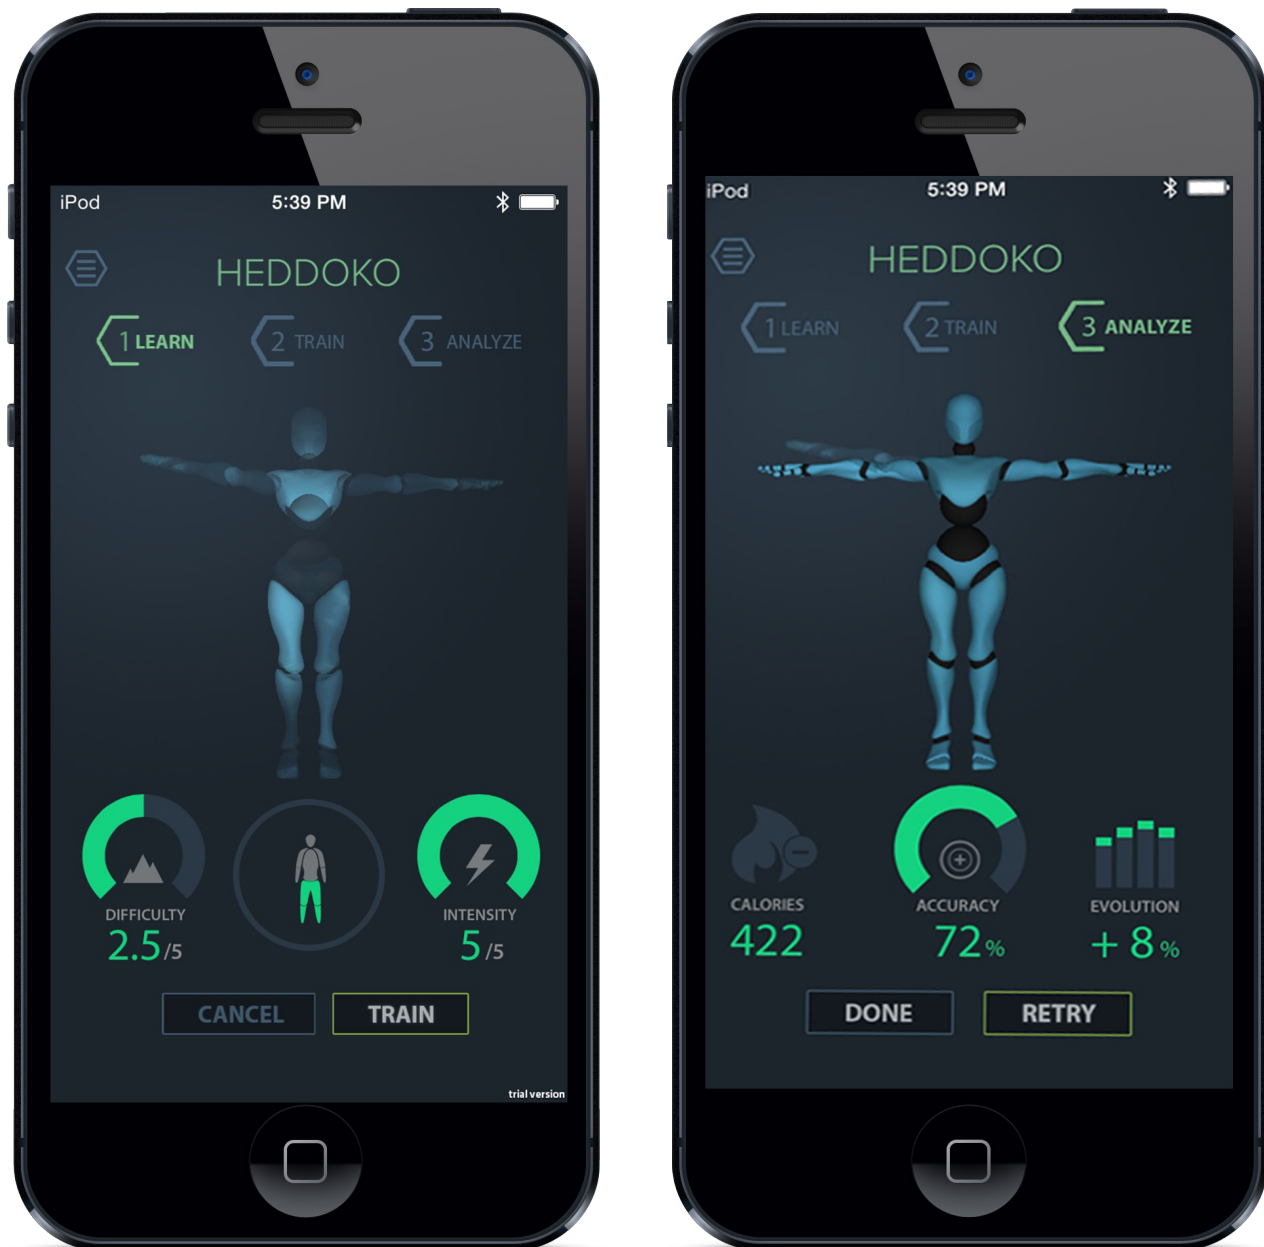 iPod 5:39 PM
HEDDOKO
1 LEARN 2 TRAIN 3 ANALYZE
DIFFICULTY
2.5/5
INTENSITY
5/5
CANCEL TRAIN
trial version
iPod 5:39 PM
HEDDOKO
1 LEARN 2 TRAIN 3 ANALYZE
CALORIES
422
ACCURACY
72%
EVOLUTION
+ 8%
DONE RETRY